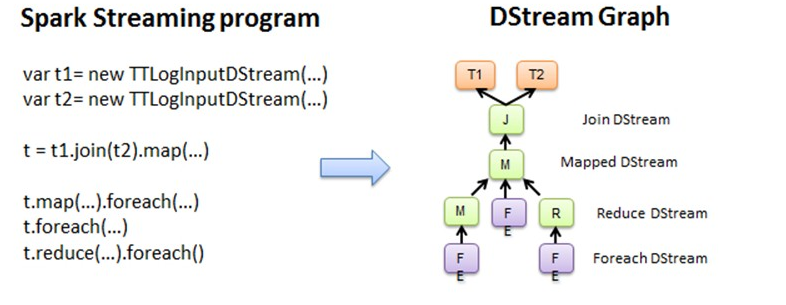 Spark Streaming program
var t1= new TTLogInputDStream(...)
var t2= new TTLogInputDStream(...)
t = t1.join(t2).map(...)
t.map(...).foreach(...)
t.foreach(...)
t.reduce(...).foreach()
DStream Graph
T1 T2
J Join DStream
M Mapped DStream
M F E R Reduce DStream
F E F E Foreach DStream